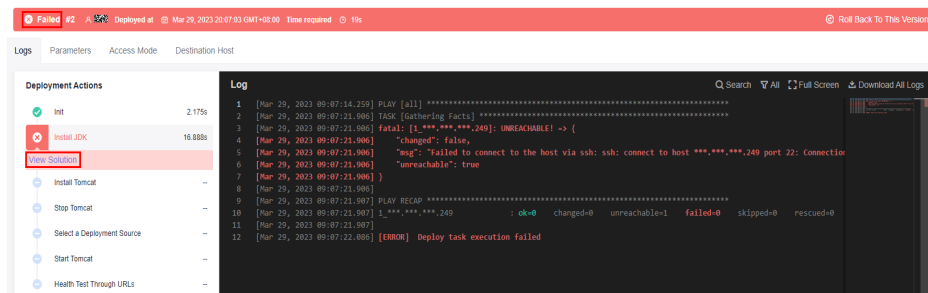 Failed #2 Deployed at Mar 29, 2023 20:07:03 GMT+08:00 Time required 19s Roll Back To This Version
Logs Parameters Access Mode Destination Host
Deployment Actions
Init 2.175s
Install JDK 16.888s
View Solution
Install Tomcat --
Stop Tomcat --
Select a Deployment Source --
Start Tomcat --
Health Test Through URLs --
Log Search All Full Screen Download All Logs
1 [Mar 29, 2023 09:07:14.259] PLAY [all] *********************************************************************
2 [Mar 29, 2023 09:07:21.906] TASK [Gathering Facts] *********************************************************
3 [Mar 29, 2023 09:07:21.906] fatal: [1_***.***.***.249]: UNREACHABLE! => {
4 [Mar 29, 2023 09:07:21.906] "changed": false,
5 [Mar 29, 2023 09:07:21.906] "msg": "Failed to connect to the host via ssh: ssh: connect to host ***.***.***.249 port 22: Connection
6 [Mar 29, 2023 09:07:21.906] "unreachable": true
7 [Mar 29, 2023 09:07:21.906] }
8 [Mar 29, 2023 09:07:21.906]
9 [Mar 29, 2023 09:07:21.907] PLAY RECAP *********************************************************************
10 [Mar 29, 2023 09:07:21.907] 1_***.***.***.249 : ok=0 changed=0 unreachable=1 failed=0 skipped=0 rescued=0
11 [Mar 29, 2023 09:07:21.907]
12 [Mar 29, 2023 09:07:22.086] [ERROR] Deploy task execution failed